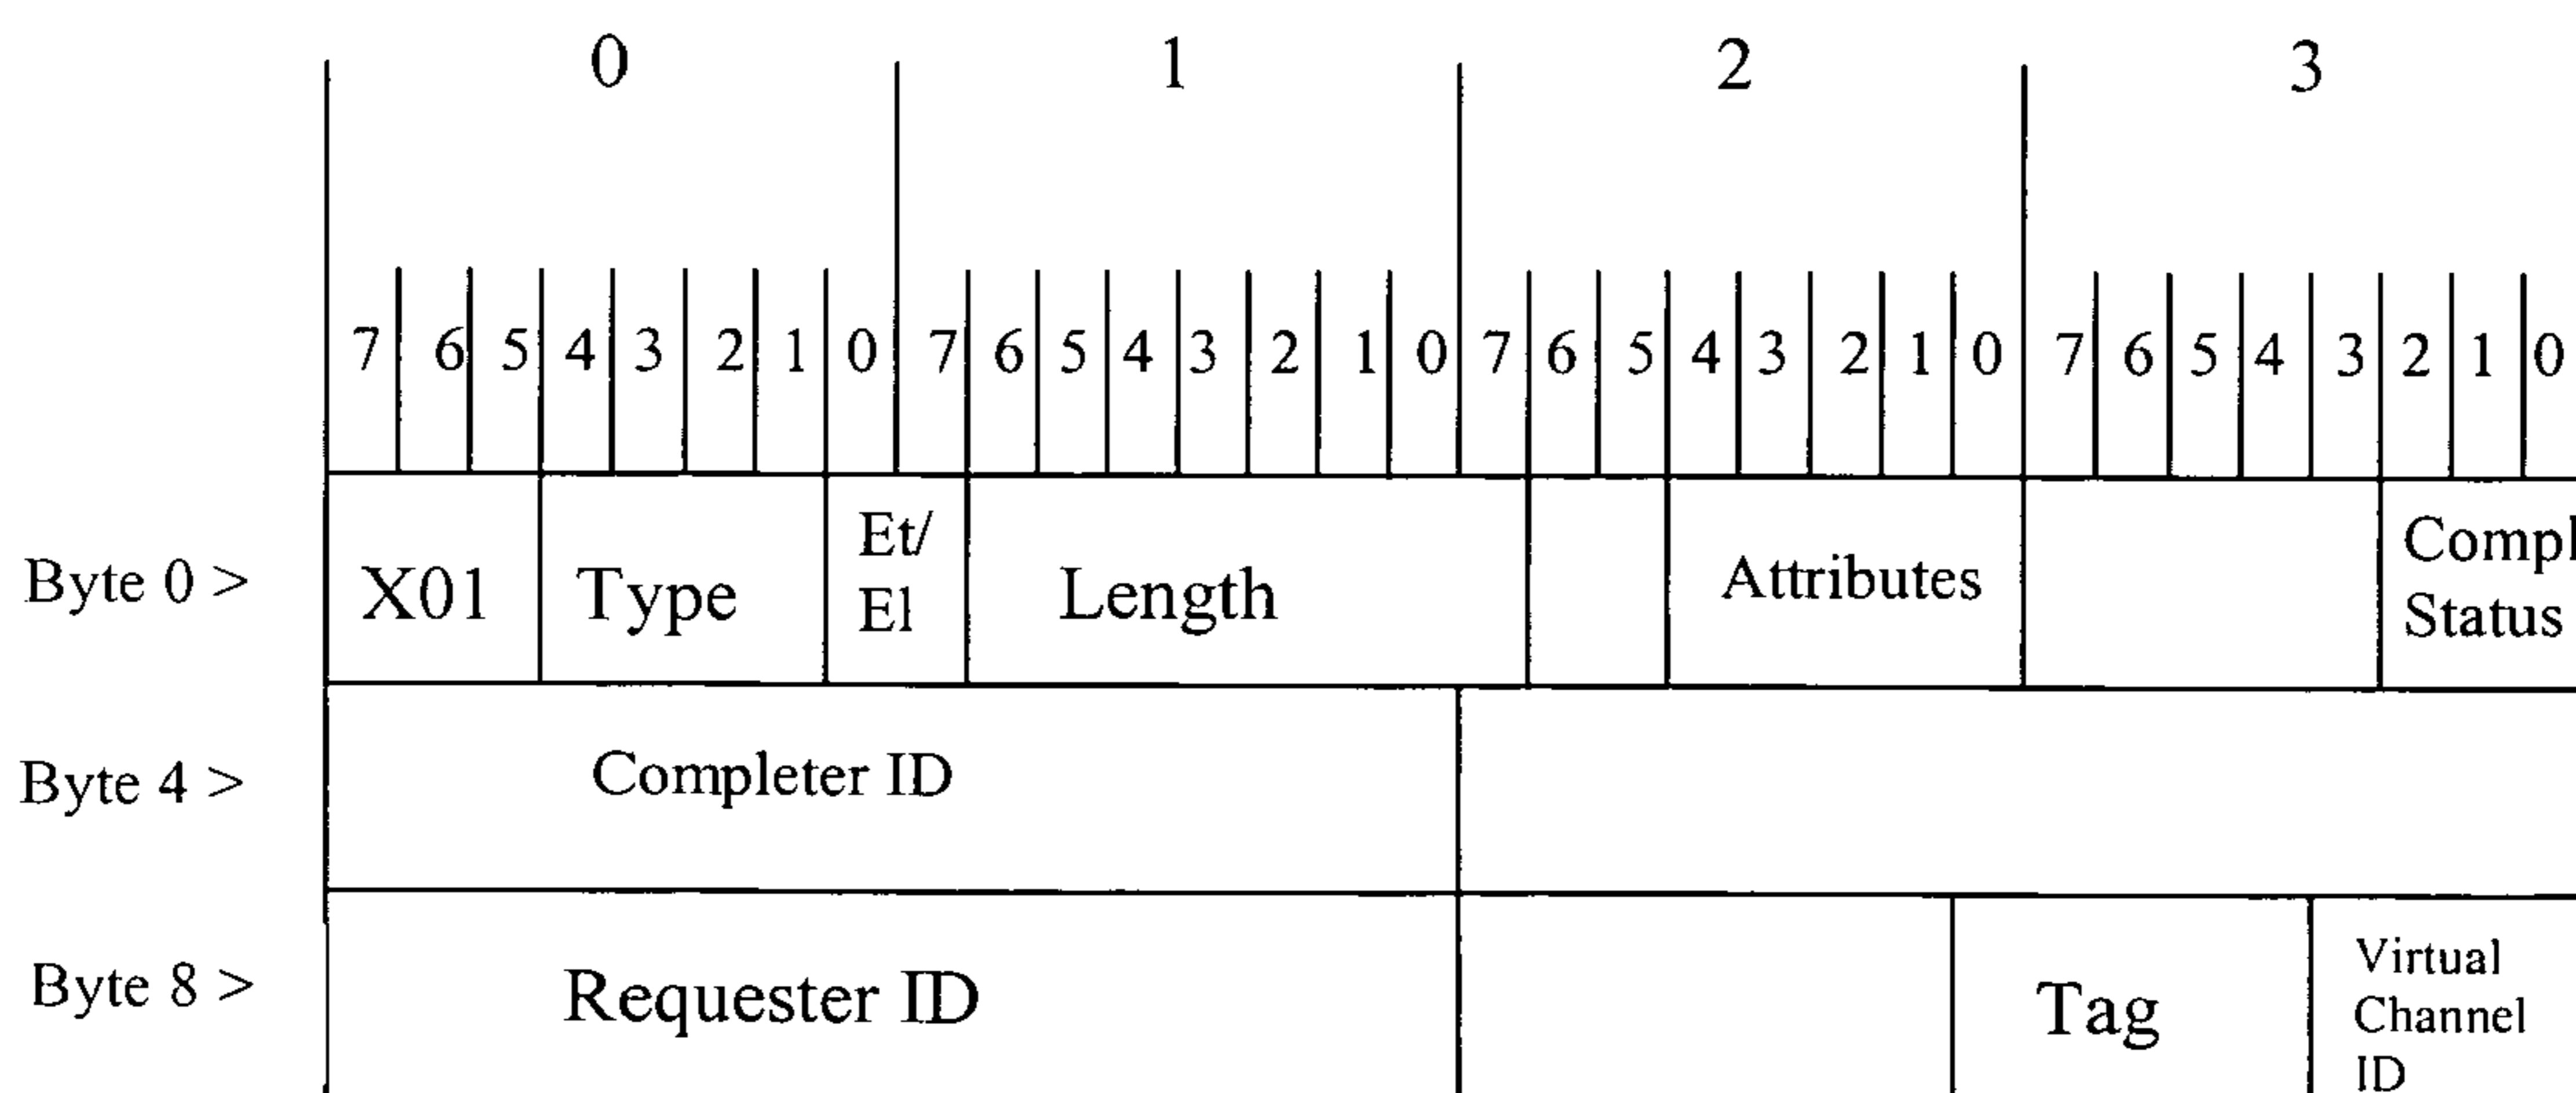 0 1 2 3
7 6 5 4 3 2 1 0 7 6 5 4 3 2 1 0 7 6 5 4 3 2 1 0 7 6 5 4 3 2 1 0
Byte 0 > X01 Type Et/ El Length Attributes Compl Status
Byte 4 > Completer ID
Byte 8 > Requester ID Tag Virtual Channel ID